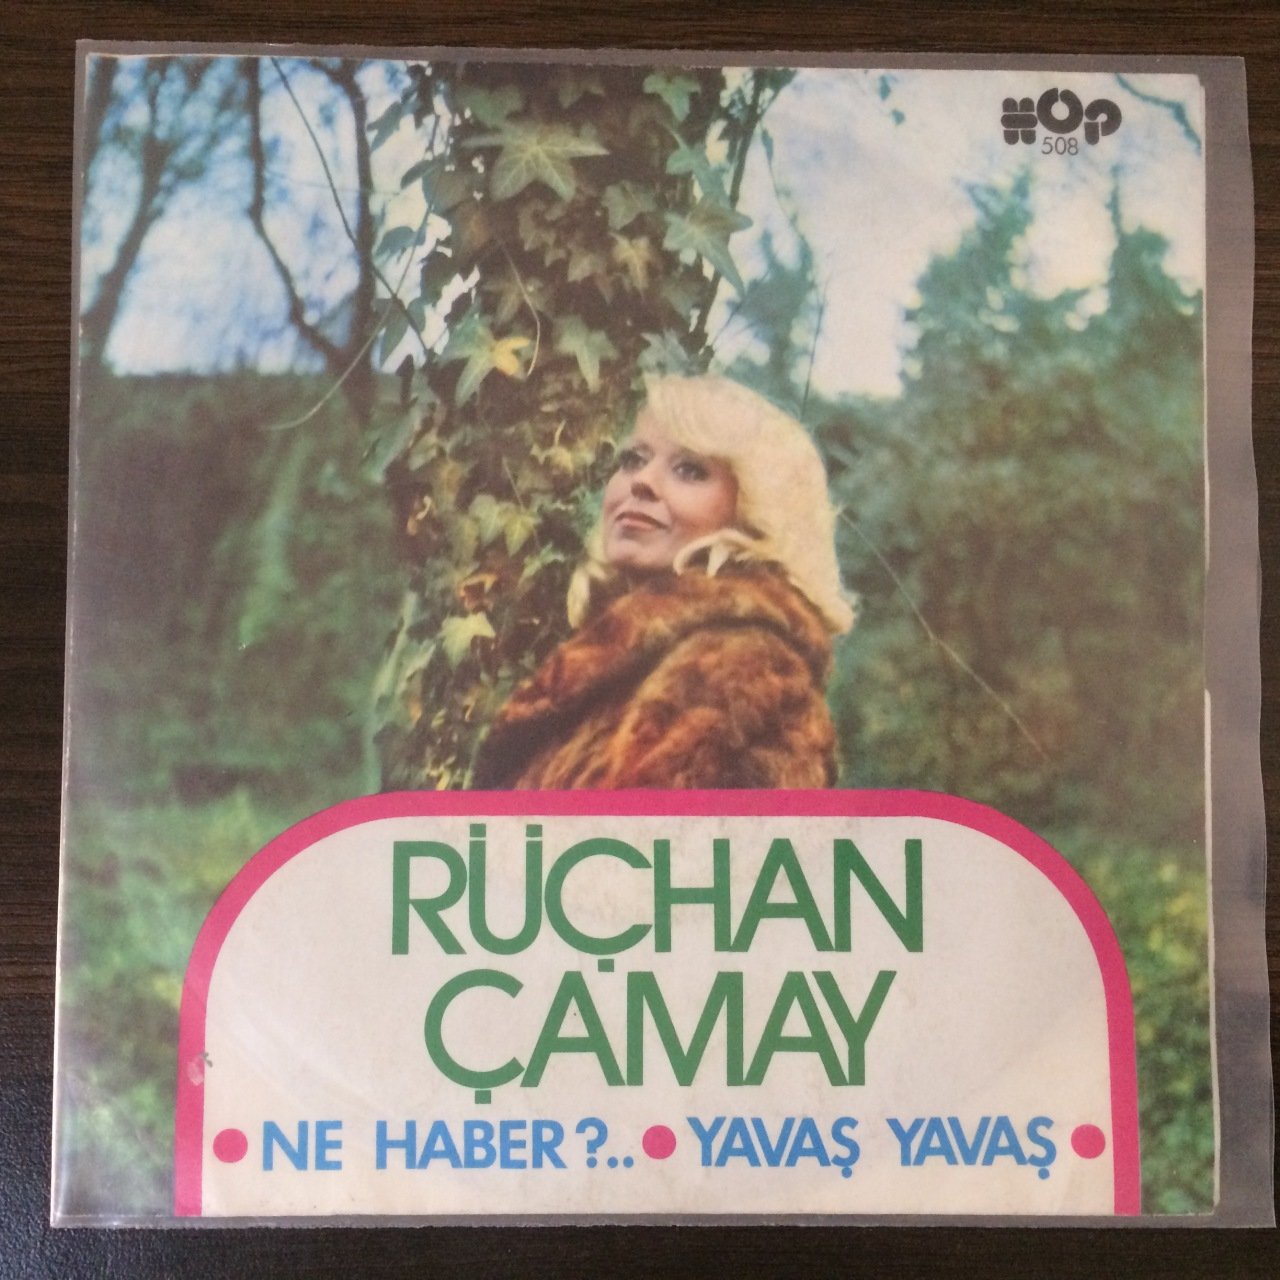 HOP
508
RÜÇHAN
ÇAMAY
• NE HABER?.. • YAVAŞ YAVAŞ •